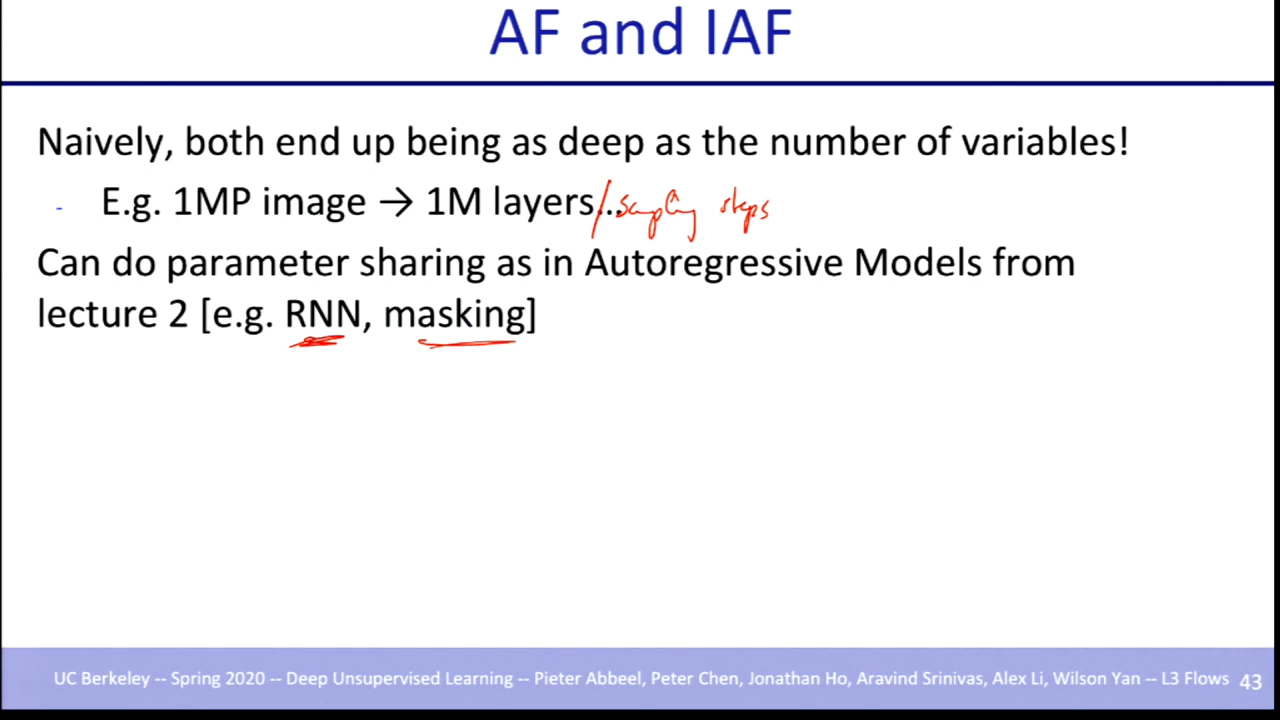 AF and IAF
Naively, both end up being as deep as the number of variables!
- E.g. 1MP image → 1M layers... /sampling steps
Can do parameter sharing as in Autoregressive Models from
lecture 2 [e.g. RNN, masking]
UC Berkeley -- Spring 2020 -- Deep Unsupervised Learning -- Pieter Abbeel, Peter Chen, Jonathan Ho, Aravind Srinivas, Alex Li, Wilson Yan -- L3 Flows 43